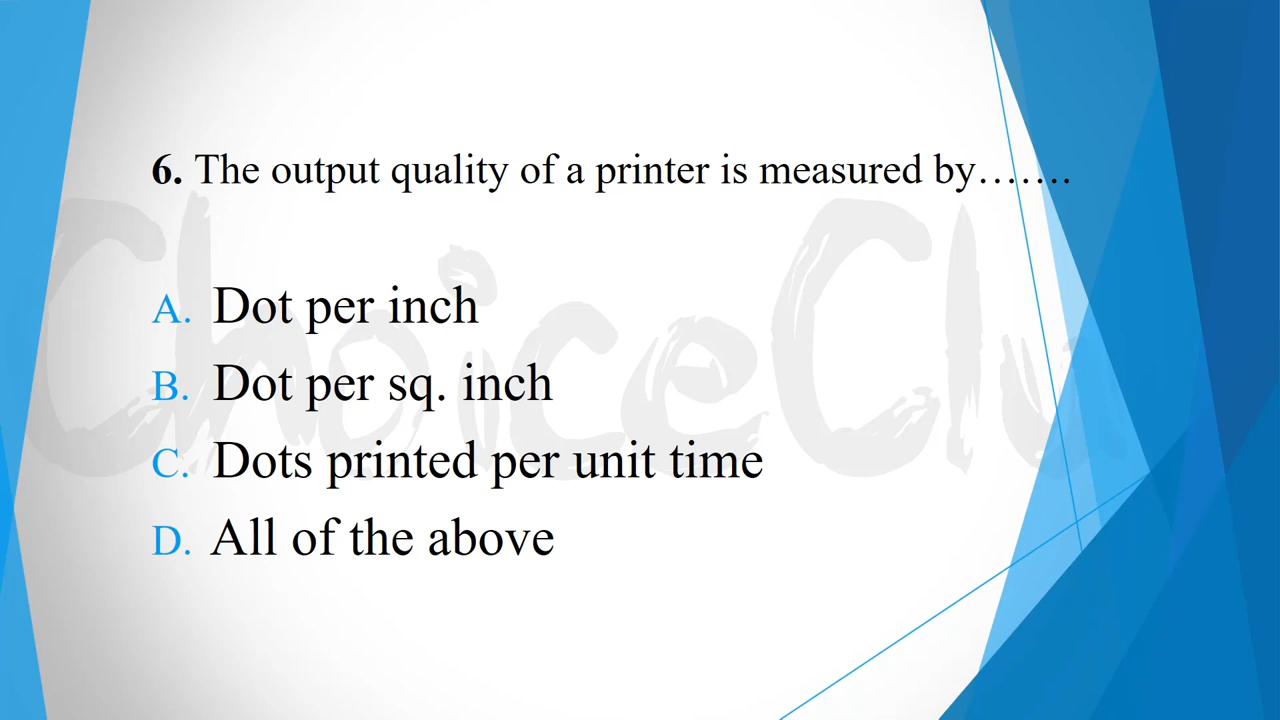 6. The output quality of a printer is measured by…….
A. Dot per inch
B. Dot per sq. inch
C. Dots printed per unit time
D. All of the above
ChoiceClu